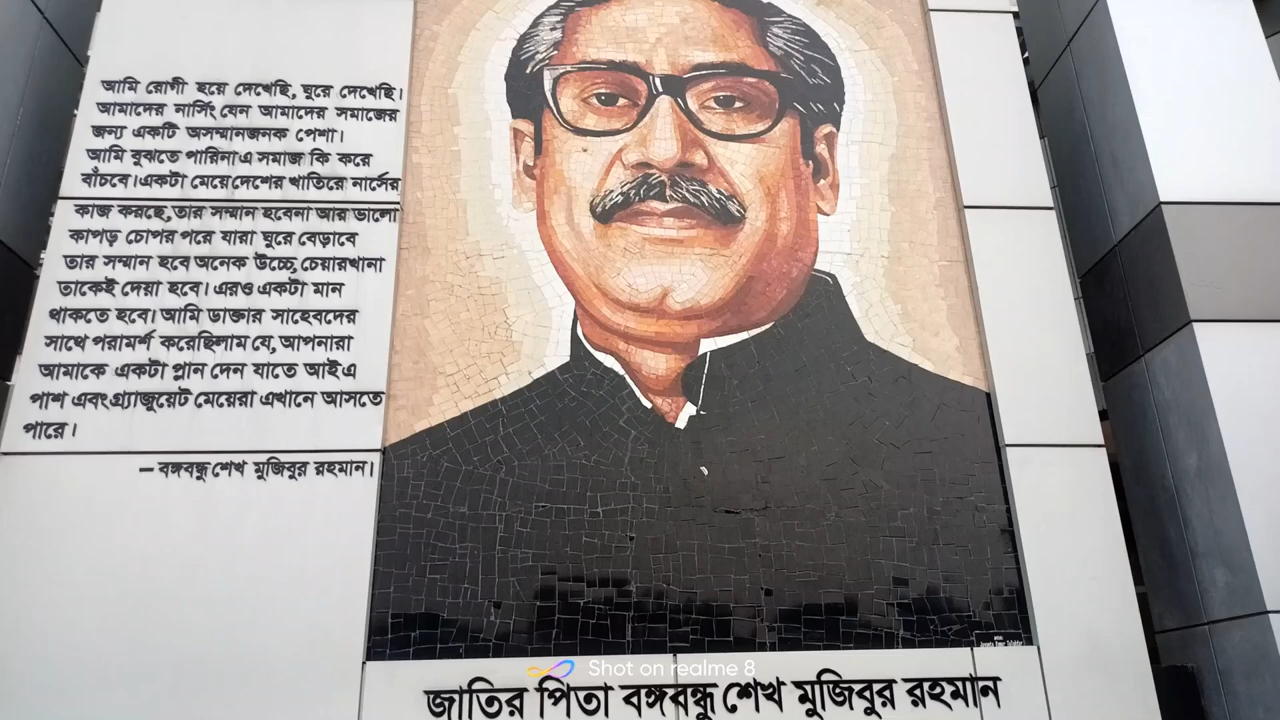 আমি রোগী হয়ে দেখেছি, ঘুরে দেখেছি।
আমাদের নার্সিং যেন আমাদের সমাজের
জন্য একটি অসম্মানজনক পেশা।
আমি বুঝতে পারিনা এ সমাজ কি করে
বাঁচবে। একটা মেয়ে দেশের খাতিরে নার্সের
কাজ করছে, তার সম্মান হবেনা আর ভালো
কাপড় চোপর পরে যারা ঘুরে বেড়াবে
তার সম্মান হবে অনেক উচ্চে, চেয়ারখানা
তাকেই দেয়া হবে। এরও একটা মান
থাকতে হবে। আমি ডাক্তার সাহেবদের
সাথে পরামর্শ করেছিলাম যে, আপনারা
আমাকে একটা প্লান দেন যাতে আইএ
পাশ এবং গ্র্যাজুয়েট মেয়েরা এখানে আসতে
পারে।
– বঙ্গবন্ধু শেখ মুজিবুর রহমান।
Shot on realme 8
জাতির পিতা বঙ্গবন্ধু শেখ মুজিবুর রহমান